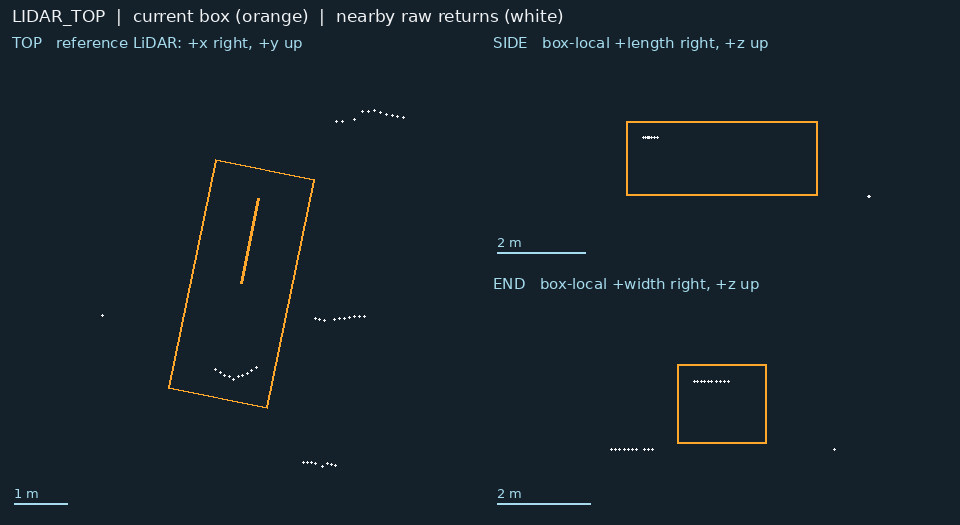 LIDAR_TOP | current box (orange) | nearby raw returns (white)
TOP reference LiDAR: +x right, +y up
SIDE box-local +length right, +z up
2 m
END box-local +width right, +z up
1 m
2 m